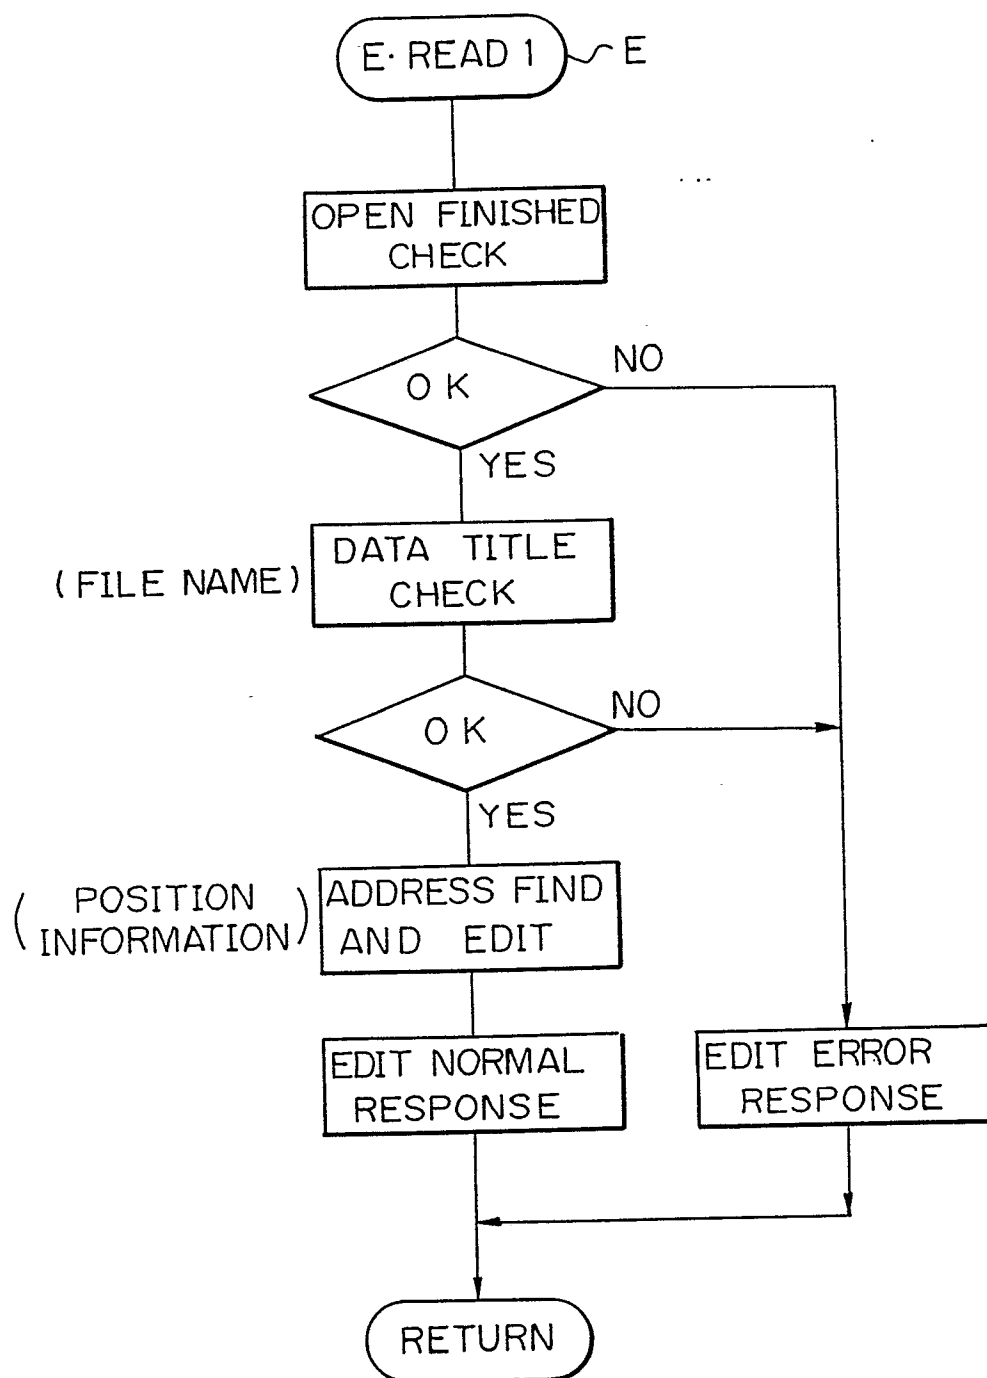 E· READ 1
E
OPEN FINISHED
CHECK
OK
NO
YES
(FILE NAME)
DATA TITLE
CHECK
OK
NO
YES
(POSITION
INFORMATION)
ADDRESS FIND
AND EDIT
EDIT NORMAL
RESPONSE
EDIT ERROR
RESPONSE
RETURN